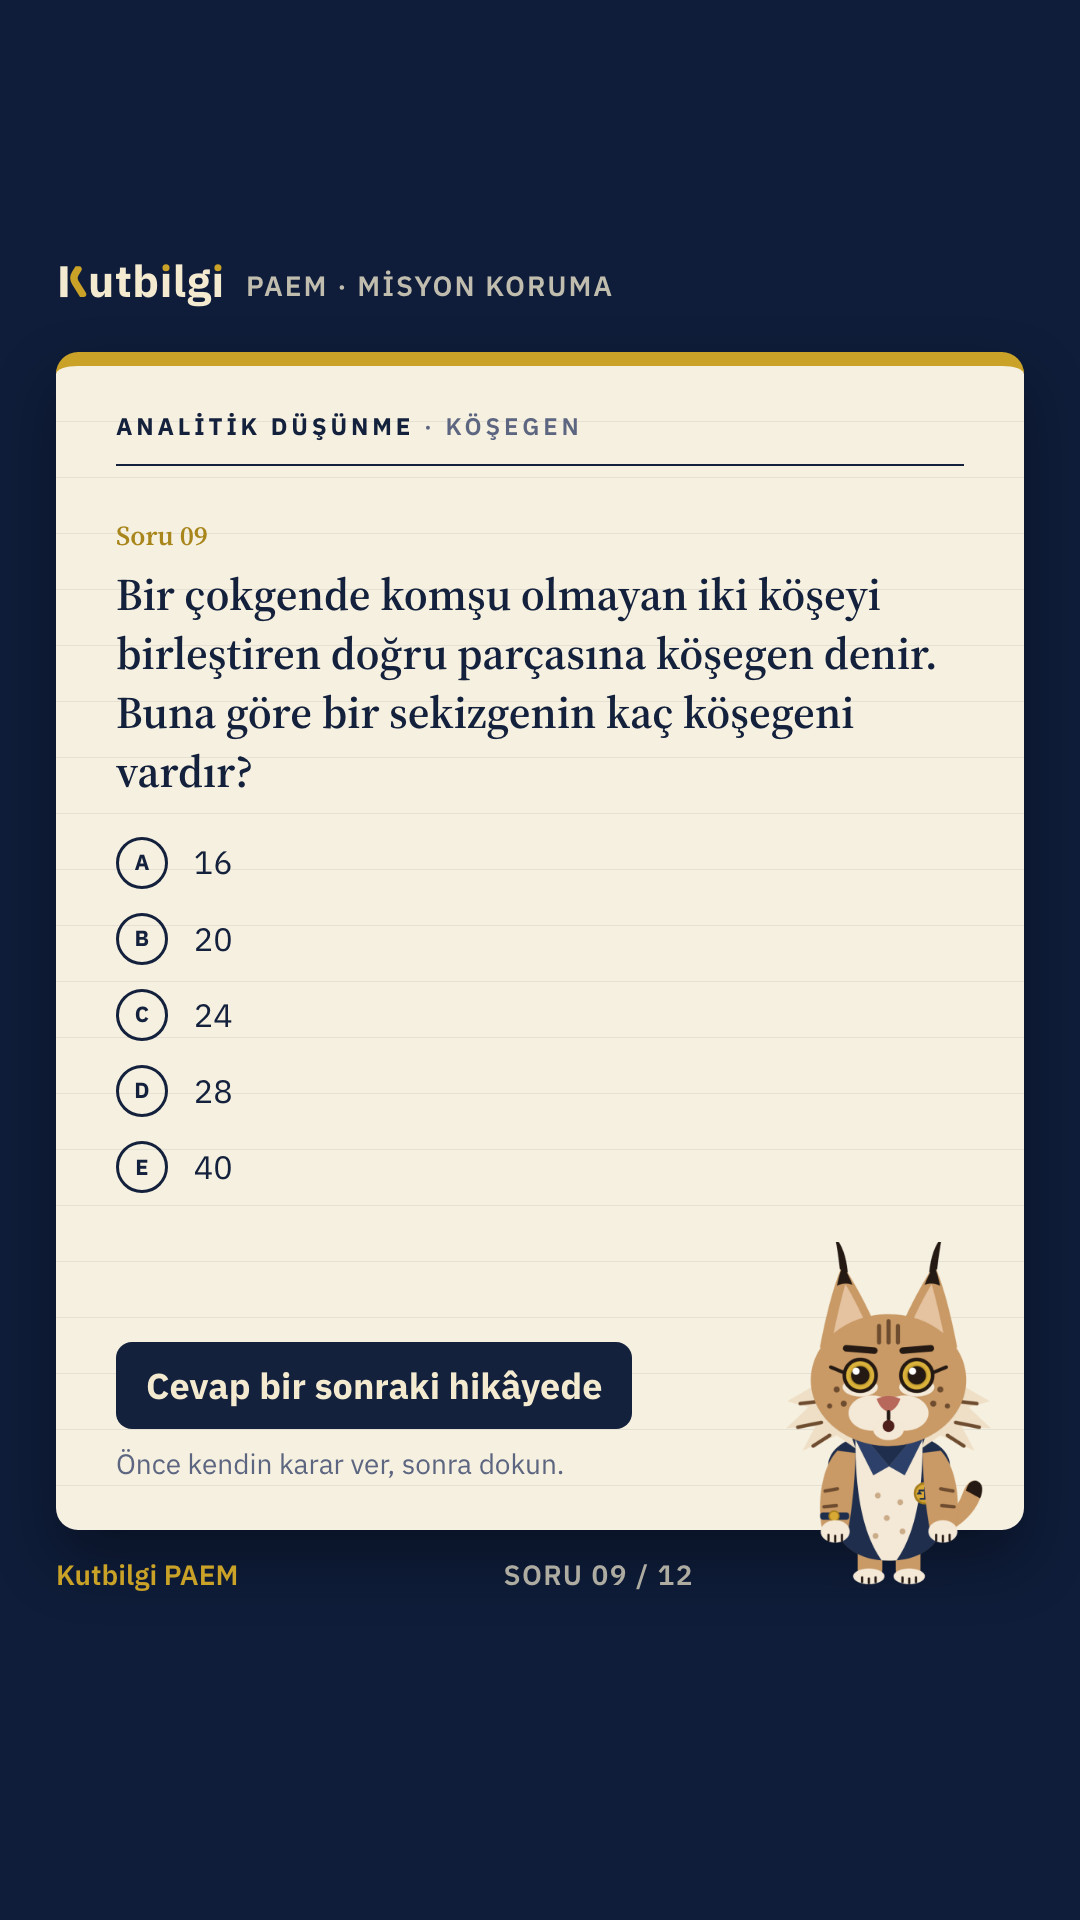 Kutbilgi PAEM · MİSYON KORUMA
ANALİTİK DÜŞÜNME · KÖŞEGEN
Soru 09
Bir çokgende komşu olmayan iki köşeyi
birleştiren doğru parçasına köşegen denir.
Buna göre bir sekizgenin kaç köşegeni
vardır?
A 16
B 20
C 24
D 28
E 40
Cevap bir sonraki hikâyede
Önce kendin karar ver, sonra dokun.
Kutbilgi PAEM SORU 09 / 12